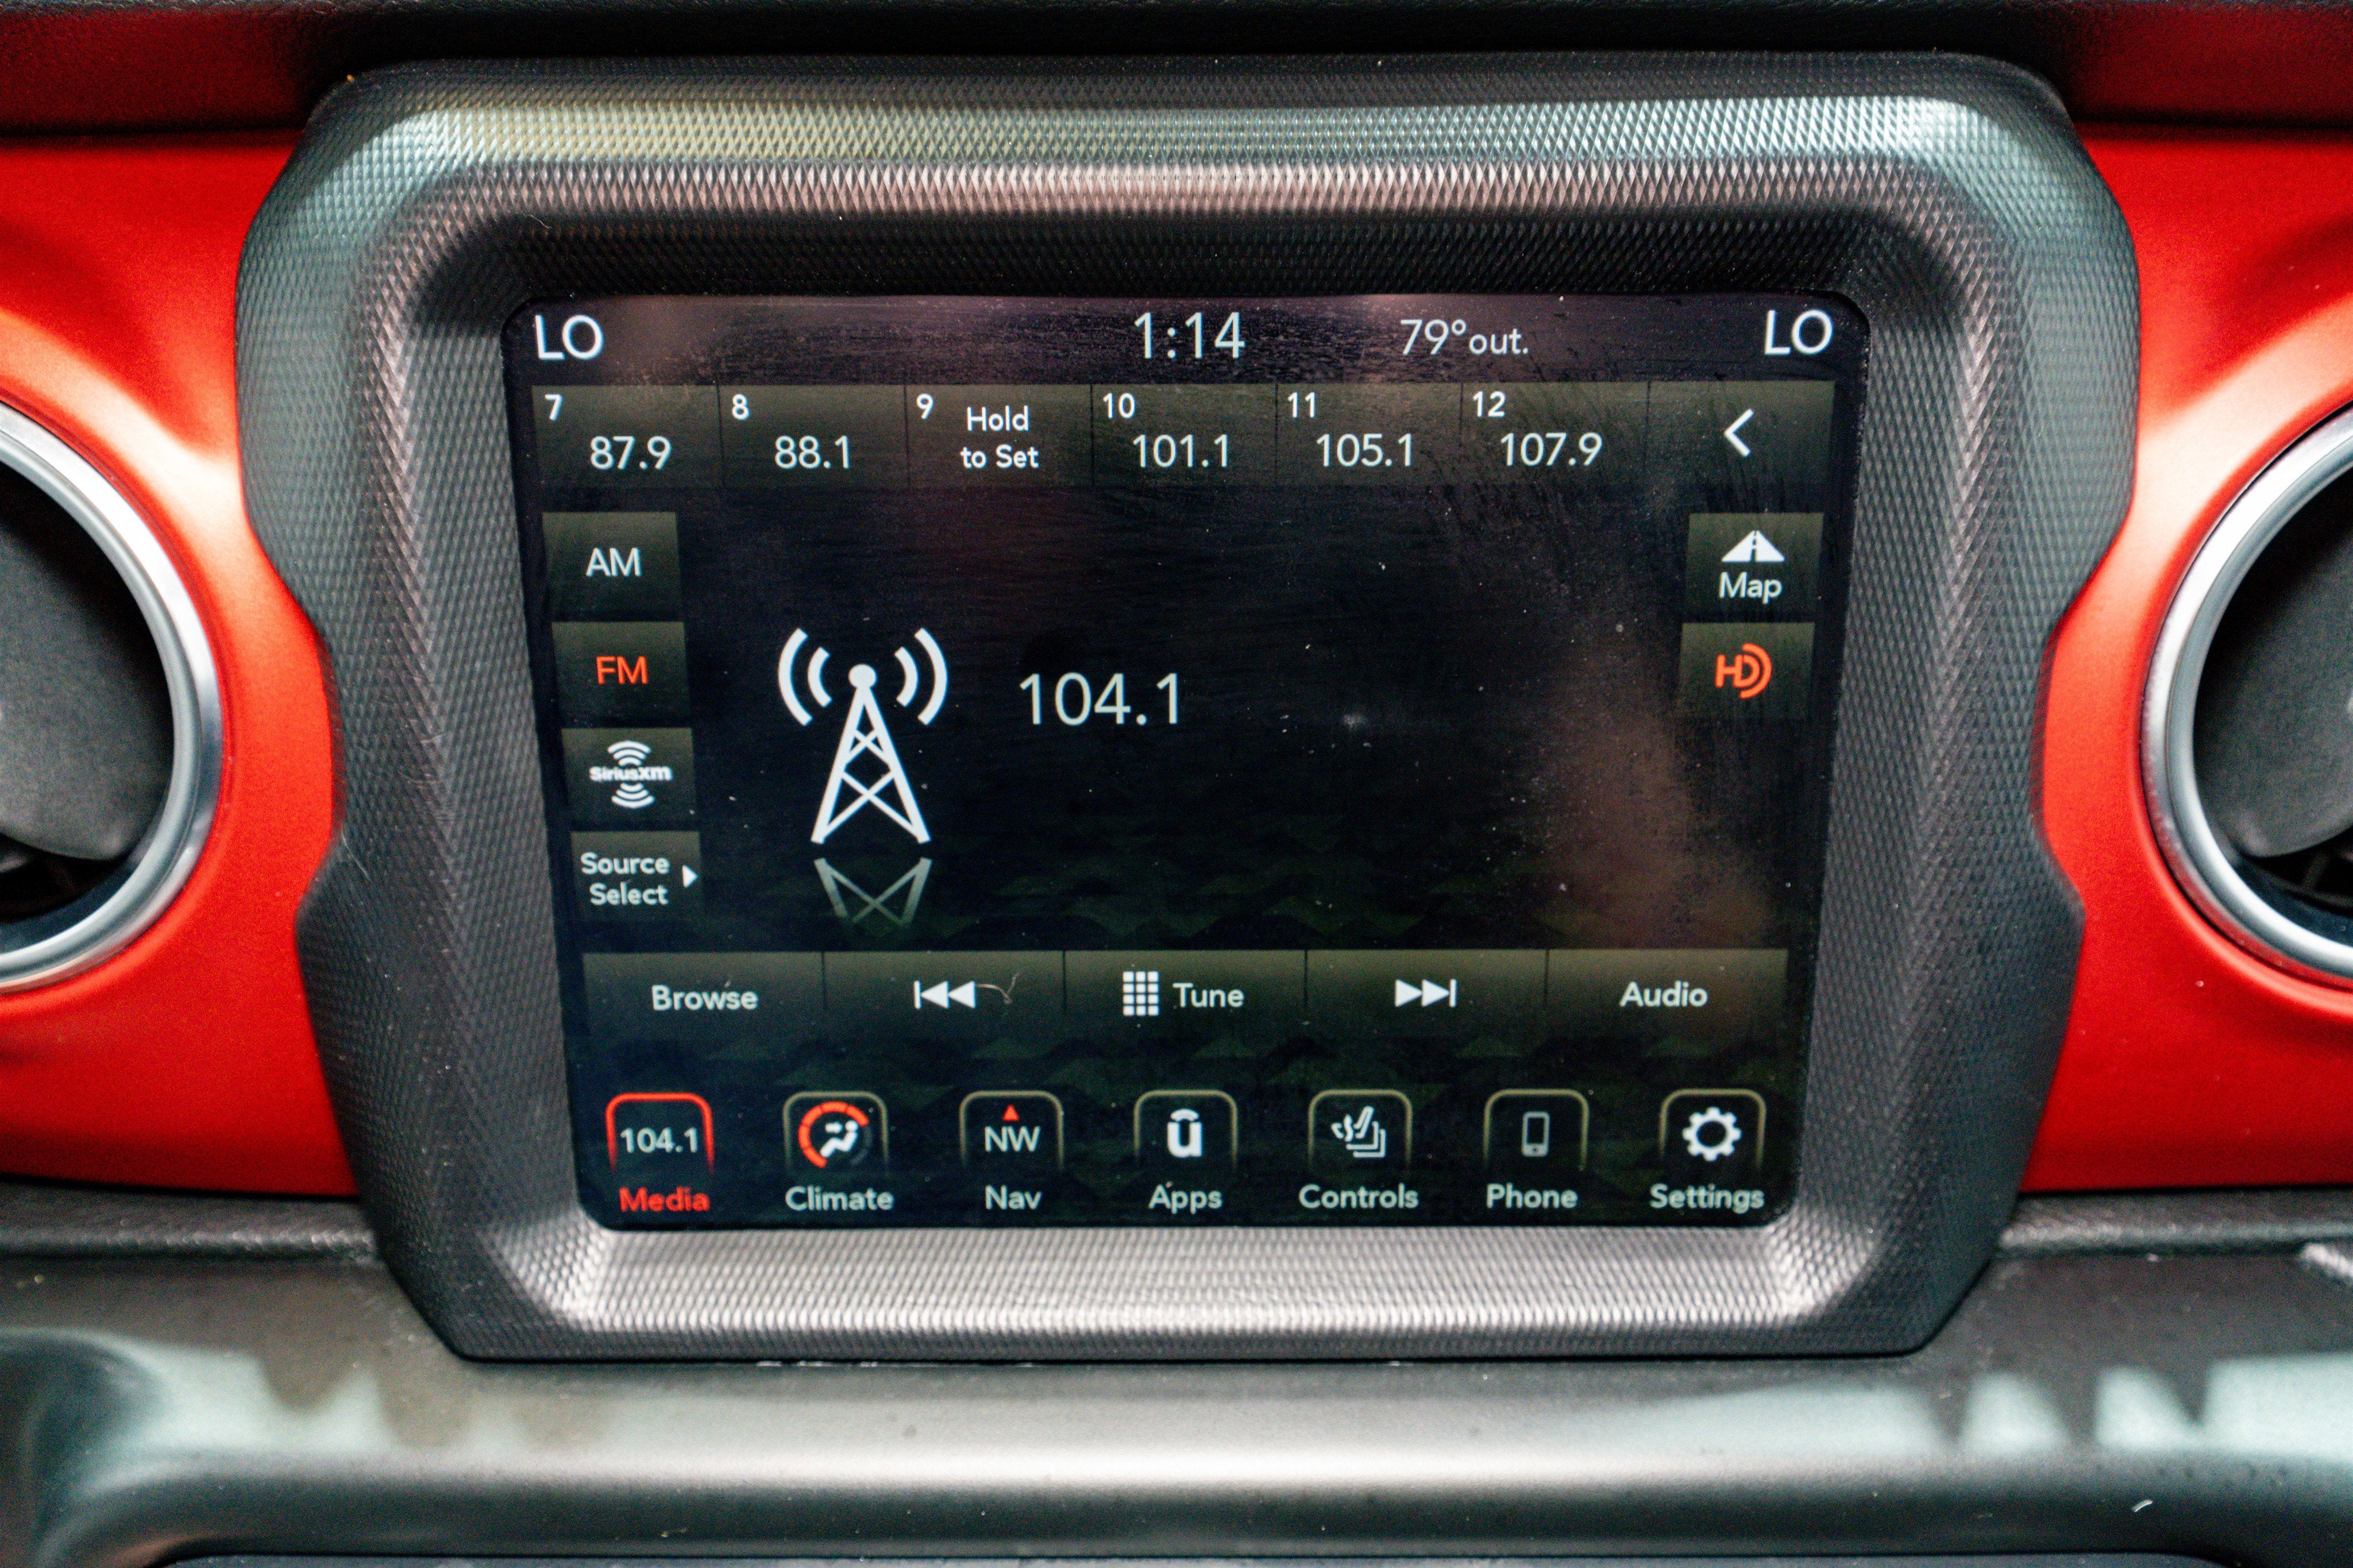 LO 1:14 79°out. LO
7 8 9 Hold 10 11 12
87.9 88.1 to Set 101.1 105.1 107.9
AM
Map
FM
HD
104.1
SiriusXM
Source
Select
Browse Tune Audio
104.1 NW u
Media Climate Nav Apps Controls Phone Settings